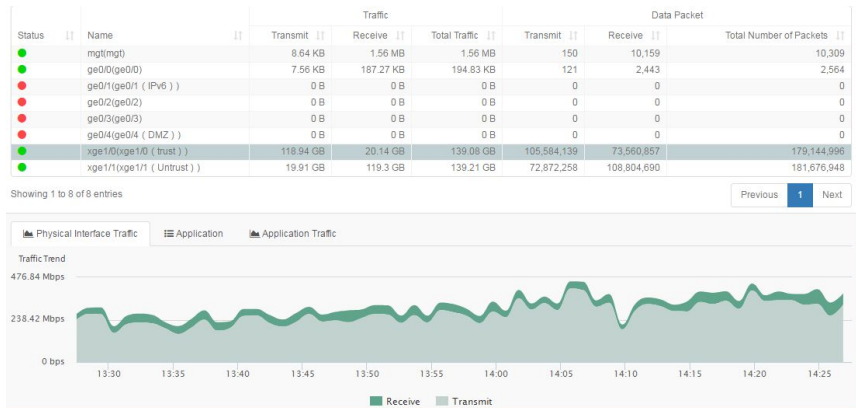 Traffic Data Packet
Status Name Transmit Receive Total Traffic Transmit Receive Total Number of Packets
mgt(mgt) 8.64 KB 1.56 MB 1.56 MB 150 10,159 10,309
ge0/0(ge0/0) 7.56 KB 187.27 KB 194.83 KB 121 2,443 2,564
ge0/1(ge0/1 ( IPv6 ) ) 0 B 0 B 0 B 0 0 0
ge0/2(ge0/2) 0 B 0 B 0 B 0 0 0
ge0/3(ge0/3) 0 B 0 B 0 B 0 0 0
ge0/4(ge0/4 ( DMZ ) ) 0 B 0 B 0 B 0 0 0
xge1/0(xge1/0 ( trust ) ) 118.94 GB 20.14 GB 139.08 GB 105,584,139 73,560,857 179,144,996
xge1/1(xge1/1 ( Untrust ) ) 19.91 GB 119.3 GB 139.21 GB 72,872,258 108,804,690 181,676,948
Showing 1 to 8 of 8 entries Previous 1 Next
Physical Interface Traffic Application Application Traffic
Traffic Trend
476.84 Mbps
238.42 Mbps
0 bps
13:30 13:35 13:40 13:45 13:50 13:55 14:00 14:05 14:10 14:15 14:20 14:25
Receive Transmit